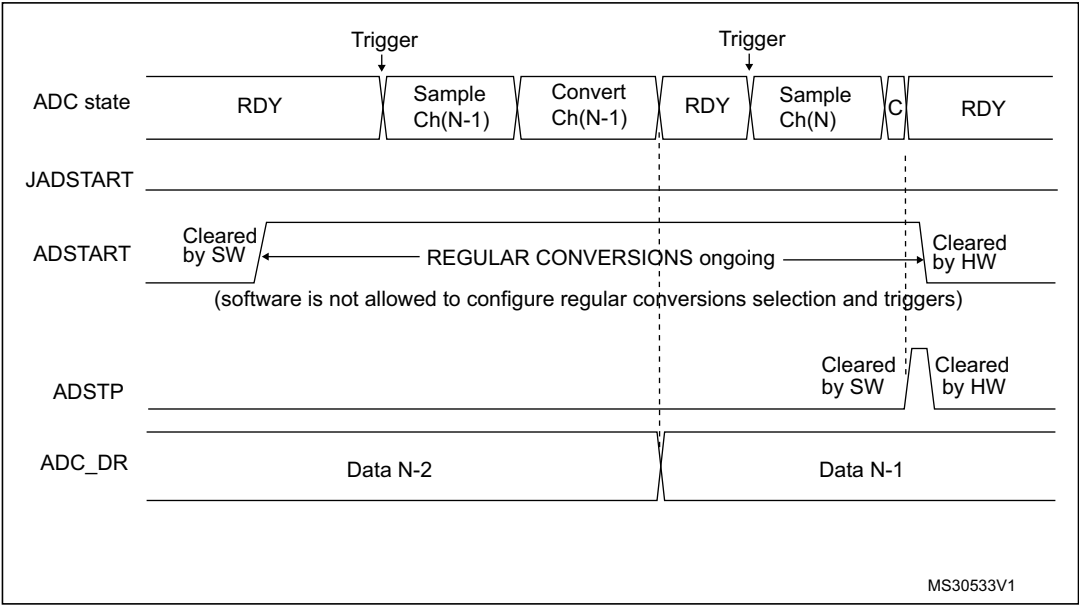 Trigger
Trigger
ADC state
RDY
Sample
Ch(N-1)
Convert
Ch(N-1)
RDY
Sample
Ch(N)
C
RDY
JADSTART
ADSTART
Cleared
by SW
REGULAR CONVERSIONS ongoing
Cleared
by HW
(software is not allowed to configure regular conversions selection and triggers)
ADSTP
Cleared
by SW
Cleared
by HW
ADC_DR
Data N-2
Data N-1
MS30533V1